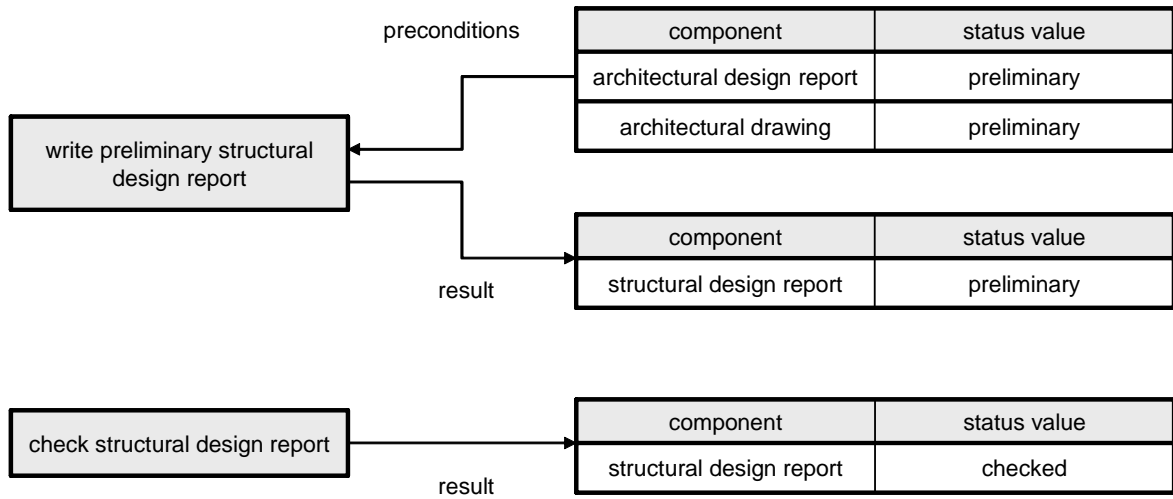 preconditions
component status value
architectural design report preliminary
architectural drawing preliminary
write preliminary structural
design report
component status value
structural design report preliminary
result
check structural design report
component status value
structural design report checked
result